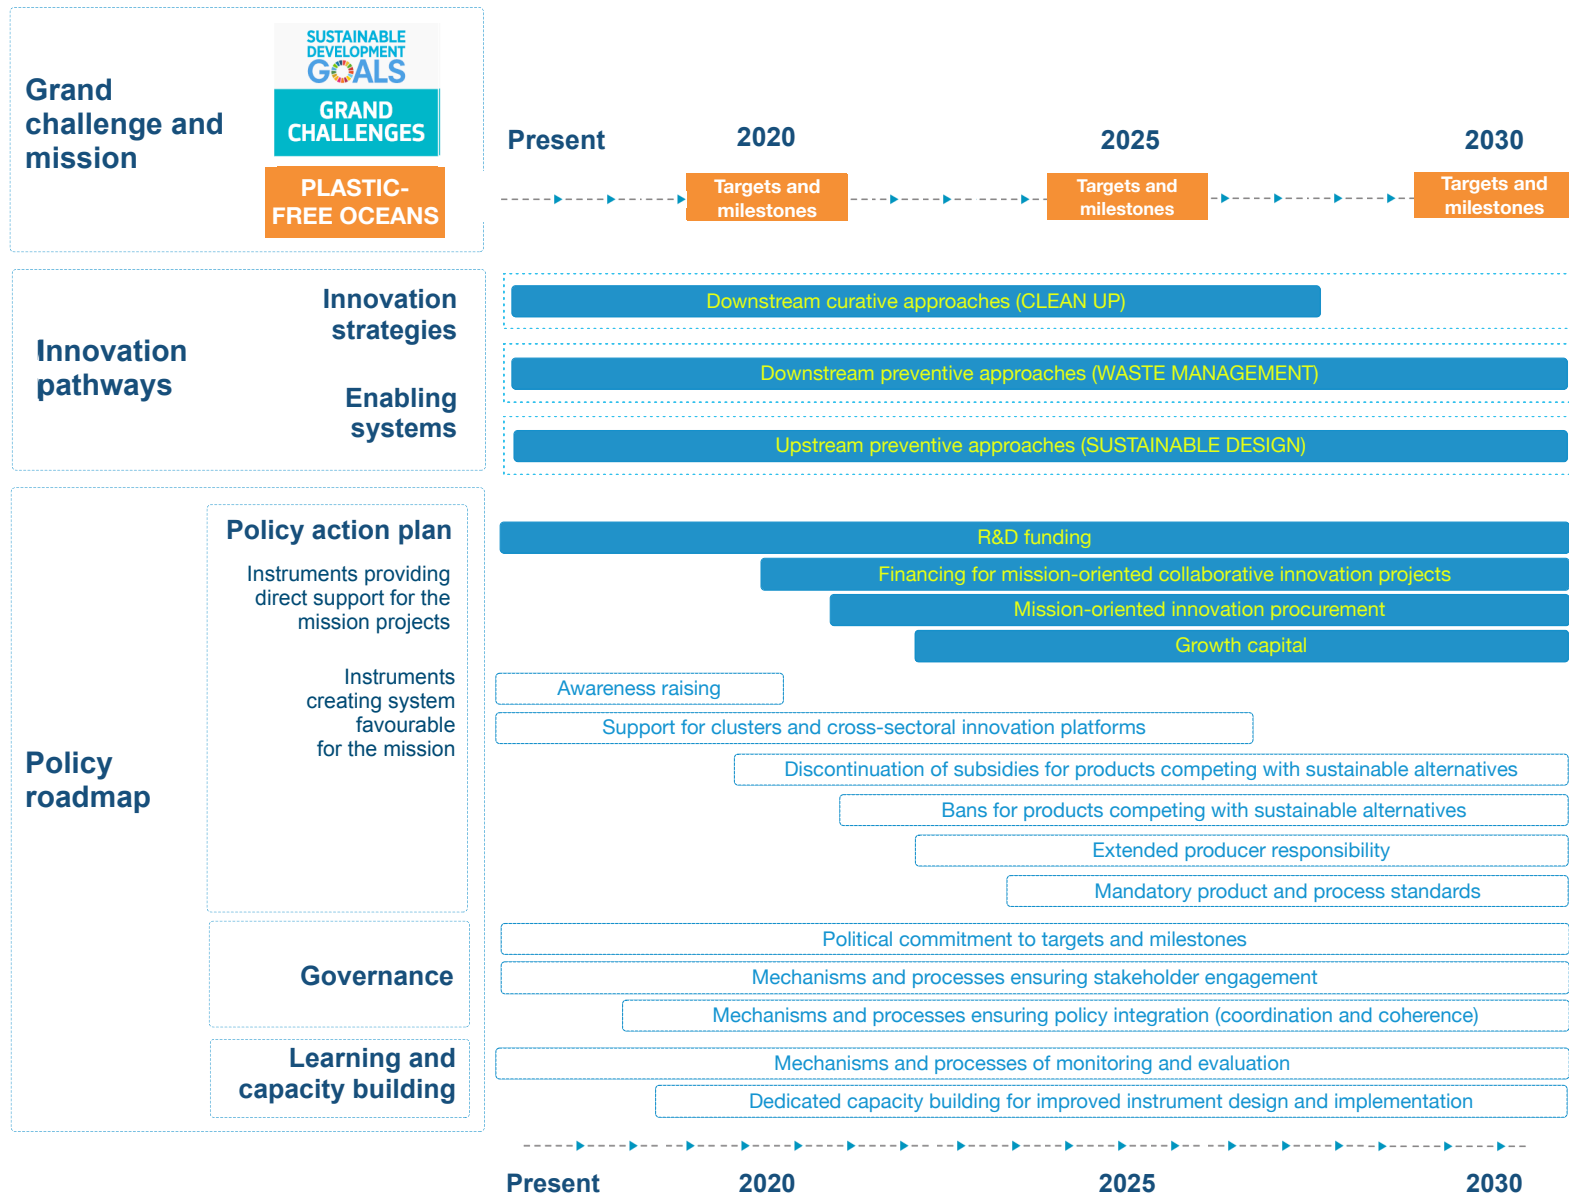 SUSTAINABLE
DEVELOPMENT
GOALS
Grand
challenge and
mission
GRAND
CHALLENGES
PLASTIC-
FREE OCEANS
Present
2020
2025
2030
Targets and
milestones
Targets and
milestones
Targets and
milestones
Innovation
pathways
Innovation
strategies
Enabling
systems
Downstream curative approaches (CLEAN UP)
Downstream preventive approaches (WASTE MANAGEMENT)
Upstream preventive approaches (SUSTAINABLE DESIGN)
Policy
roadmap
Policy action plan
Instruments providing
direct support for the
mission projects
Instruments
creating system
favourable
for the mission
R&D funding
Financing for mission-oriented collaborative innovation projects
Mission-oriented innovation procurement
Growth capital
Awareness raising
Support for clusters and cross-sectoral innovation platforms
Discontinuation of subsidies for products competing with sustainable alternatives
Bans for products competing with sustainable alternatives
Extended producer responsibility
Mandatory product and process standards
Governance
Political commitment to targets and milestones
Mechanisms and processes ensuring stakeholder engagement
Mechanisms and processes ensuring policy integration (coordination and coherence)
Learning and
capacity building
Mechanisms and processes of monitoring and evaluation
Dedicated capacity building for improved instrument design and implementation
Present
2020
2025
2030